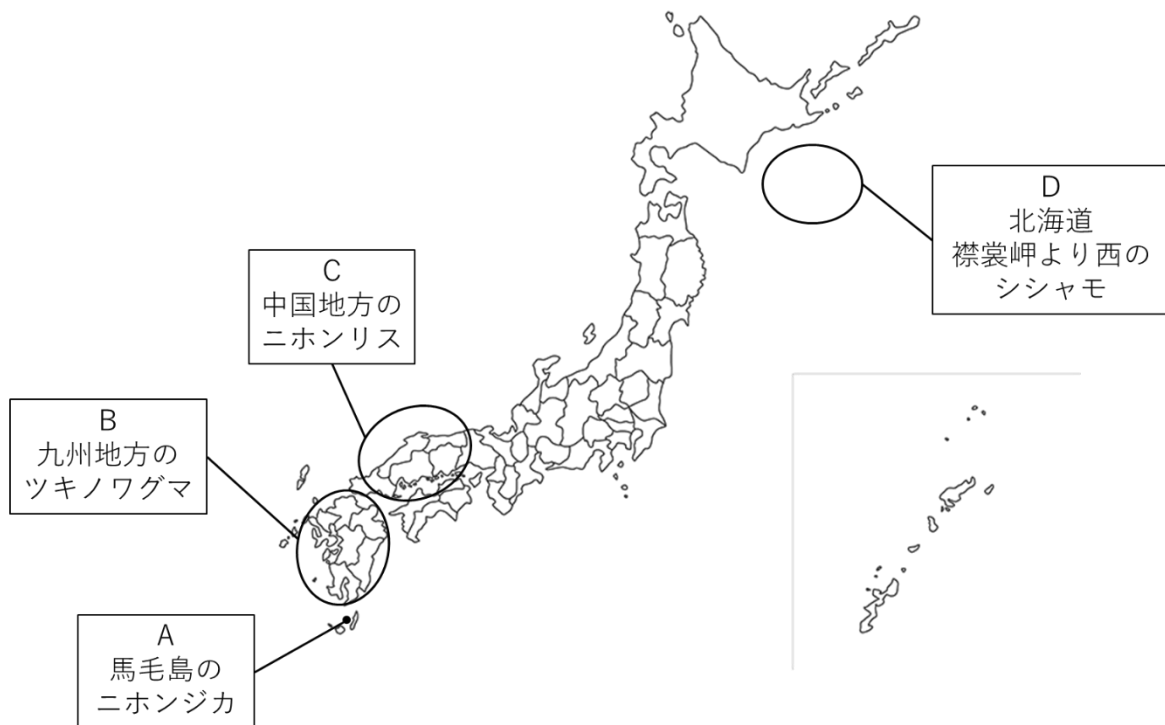 D
北海道
襟裳岬より西の
シシャモ
C
中国地方の
ニホンリス
B
九州地方の
ツキノワグマ
A
馬毛島の
ニホンジカ